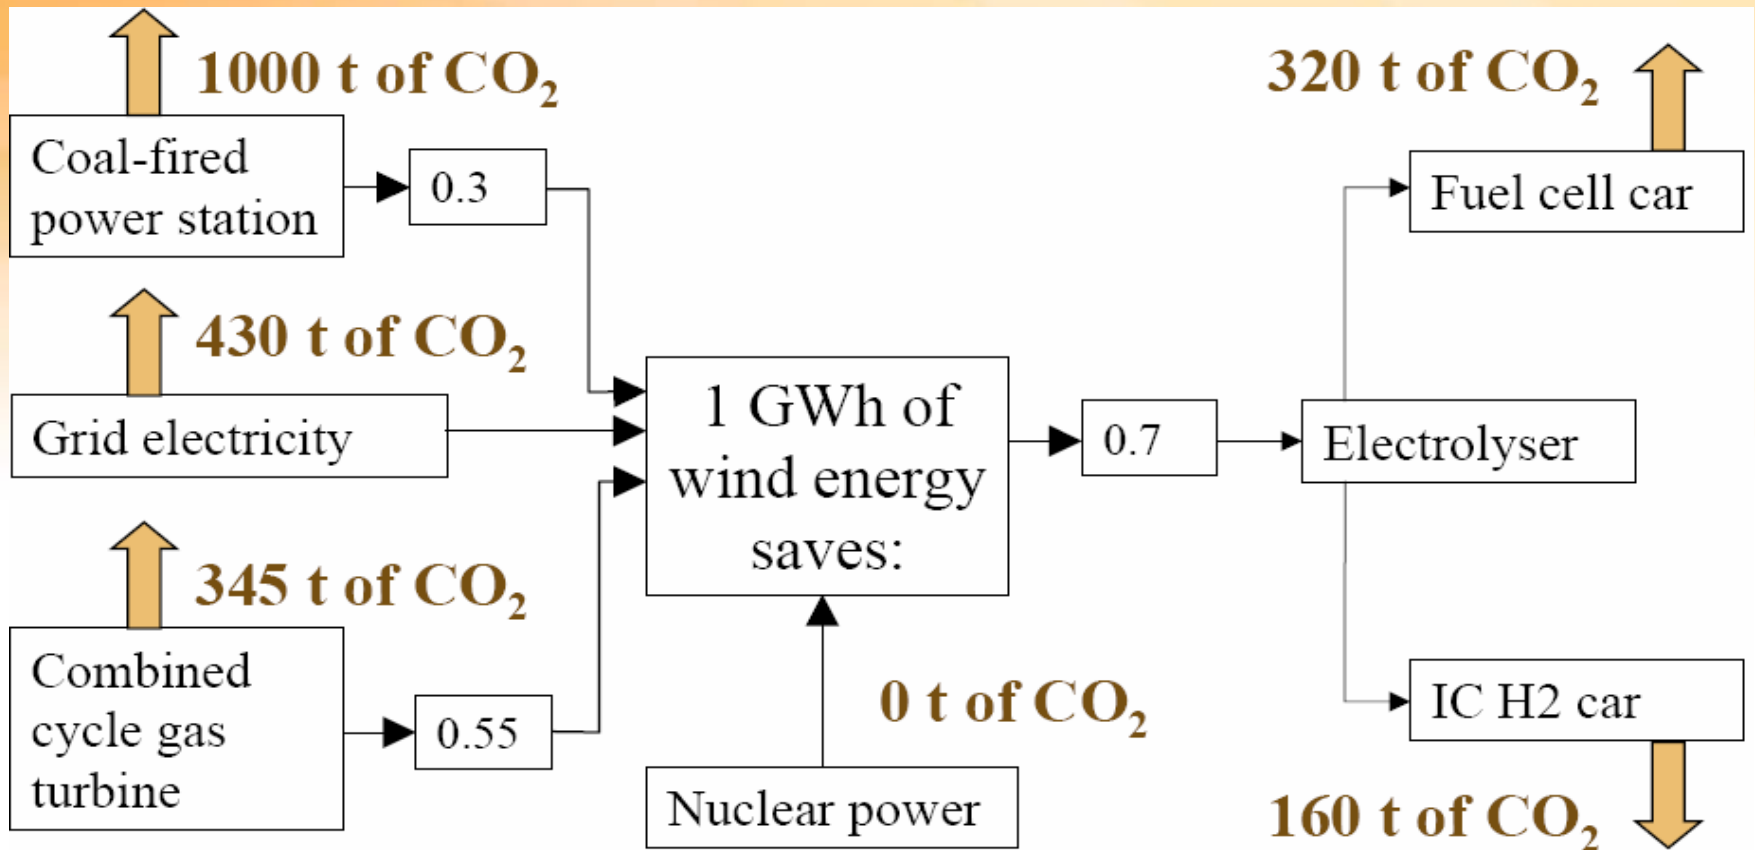 1000 t of CO₂
Coal-fired
power station
0.3
430 t of CO₂
Grid electricity
345 t of CO₂
Combined
cycle gas
turbine
0.55
1 GWh of
wind energy
saves:
0 t of CO₂
Nuclear power
0.7
Electrolyser
320 t of CO₂
Fuel cell car
IC H2 car
160 t of CO₂